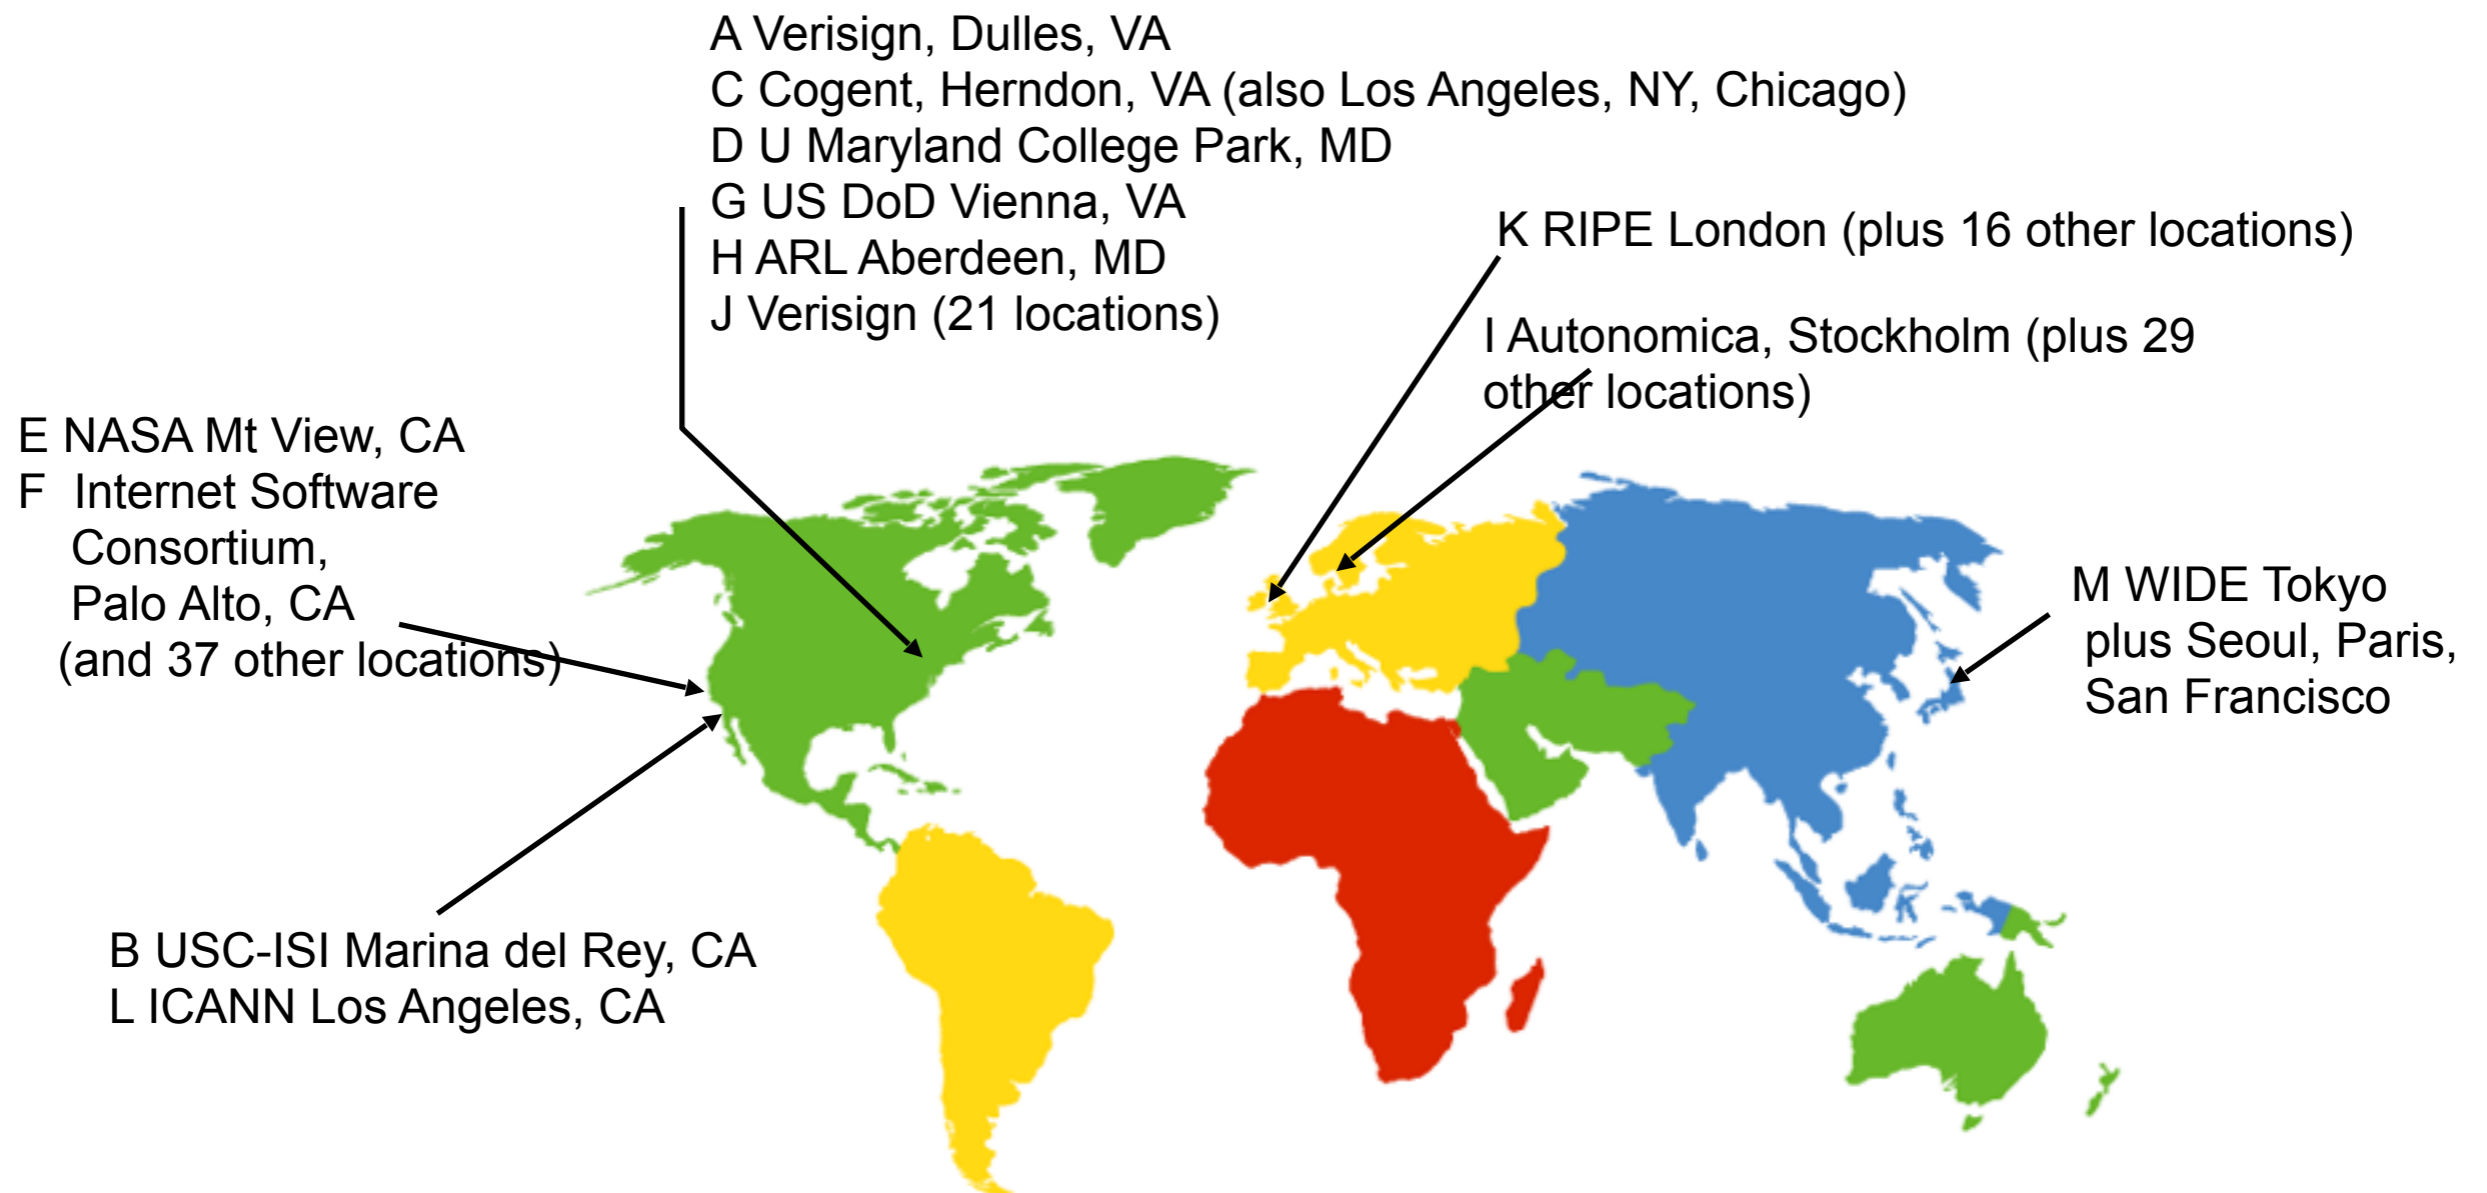 A Verisign, Dulles, VA
C Cogent, Herndon, VA (also Los Angeles, NY, Chicago)
D U Maryland College Park, MD
G US DoD Vienna, VA
H ARL Aberdeen, MD
J Verisign (21 locations)
K RIPE London (plus 16 other locations)
I Autonomica, Stockholm (plus 29
other locations)
E NASA Mt View, CA
F Internet Software
Consortium,
Palo Alto, CA
(and 37 other locations)
M WIDE Tokyo
plus Seoul, Paris,
San Francisco
B USC-ISI Marina del Rey, CA
L ICANN Los Angeles, CA